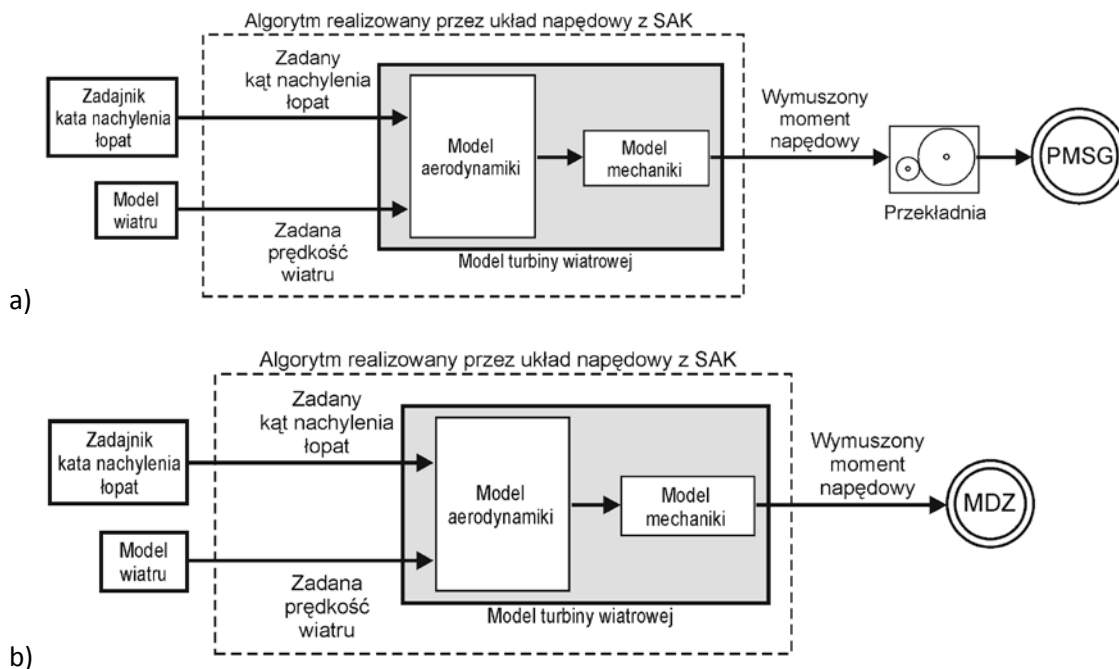 Algorytm realizowany przez układ napędowy z SAK
Zadajnik
kata nachylenia
łopat
Zadany
kąt nachylenia
łopat
Model
aerodynamiki
Model
mechaniki
Wymuszony
moment
napędowy
PMSG
Przekładnia
Model
wiatru
Zadana
prędkość
wiatru
Model turbiny wiatrowej
a)
Algorytm realizowany przez układ napędowy z SAK
Zadajnik
kata nachylenia
łopat
Zadany
kąt nachylenia
łopat
Model
aerodynamiki
Model
mechaniki
Wymuszony
moment
napędowy
MDZ
Model
wiatru
Zadana
prędkość
wiatru
Model turbiny wiatrowej
b)